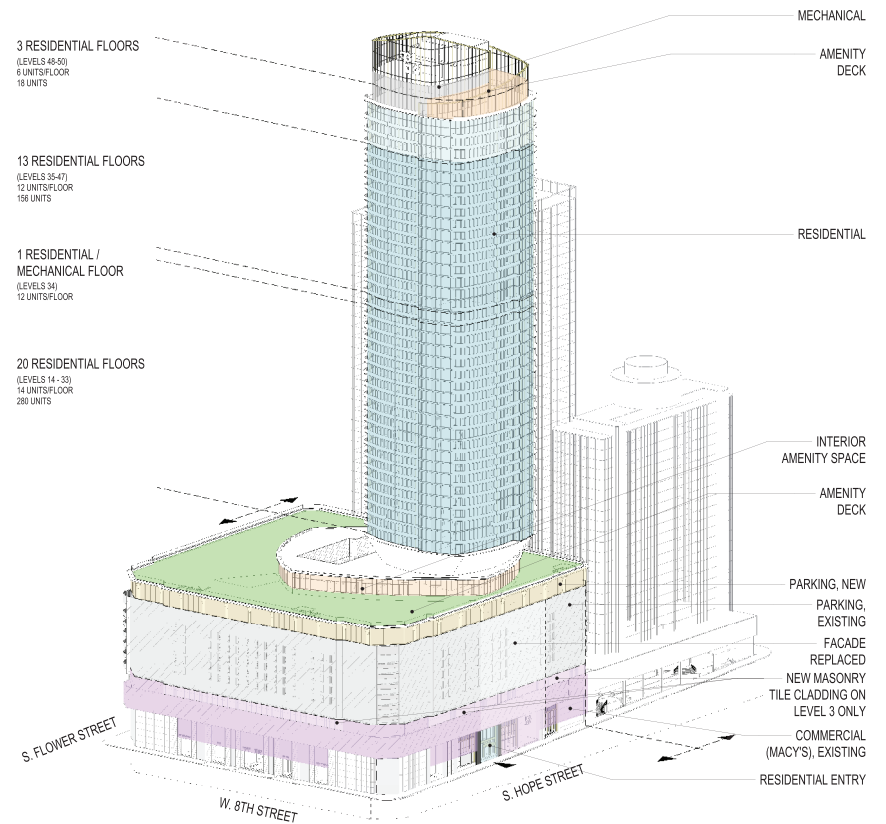 3 RESIDENTIAL FLOORS
(LEVELS 48-50)
6 UNITS/FLOOR
18 UNITS
13 RESIDENTIAL FLOORS
(LEVELS 35-47)
12 UNITS/FLOOR
156 UNITS
1 RESIDENTIAL /
MECHANICAL FLOOR
(LEVELS 34)
12 UNITS/FLOOR
20 RESIDENTIAL FLOORS
(LEVELS 14 - 33)
14 UNITS/FLOOR
280 UNITS
MECHANICAL
AMENITY
DECK
RESIDENTIAL
INTERIOR
AMENITY SPACE
AMENITY
DECK
PARKING, NEW
PARKING,
EXISTING
FACADE
REPLACED
NEW MASONRY
TILE CLADDING ON
LEVEL 3 ONLY
COMMERCIAL
(MACY'S), EXISTING
RESIDENTIAL ENTRY
S. FLOWER STREET
W. 8TH STREET
S. HOPE STREET